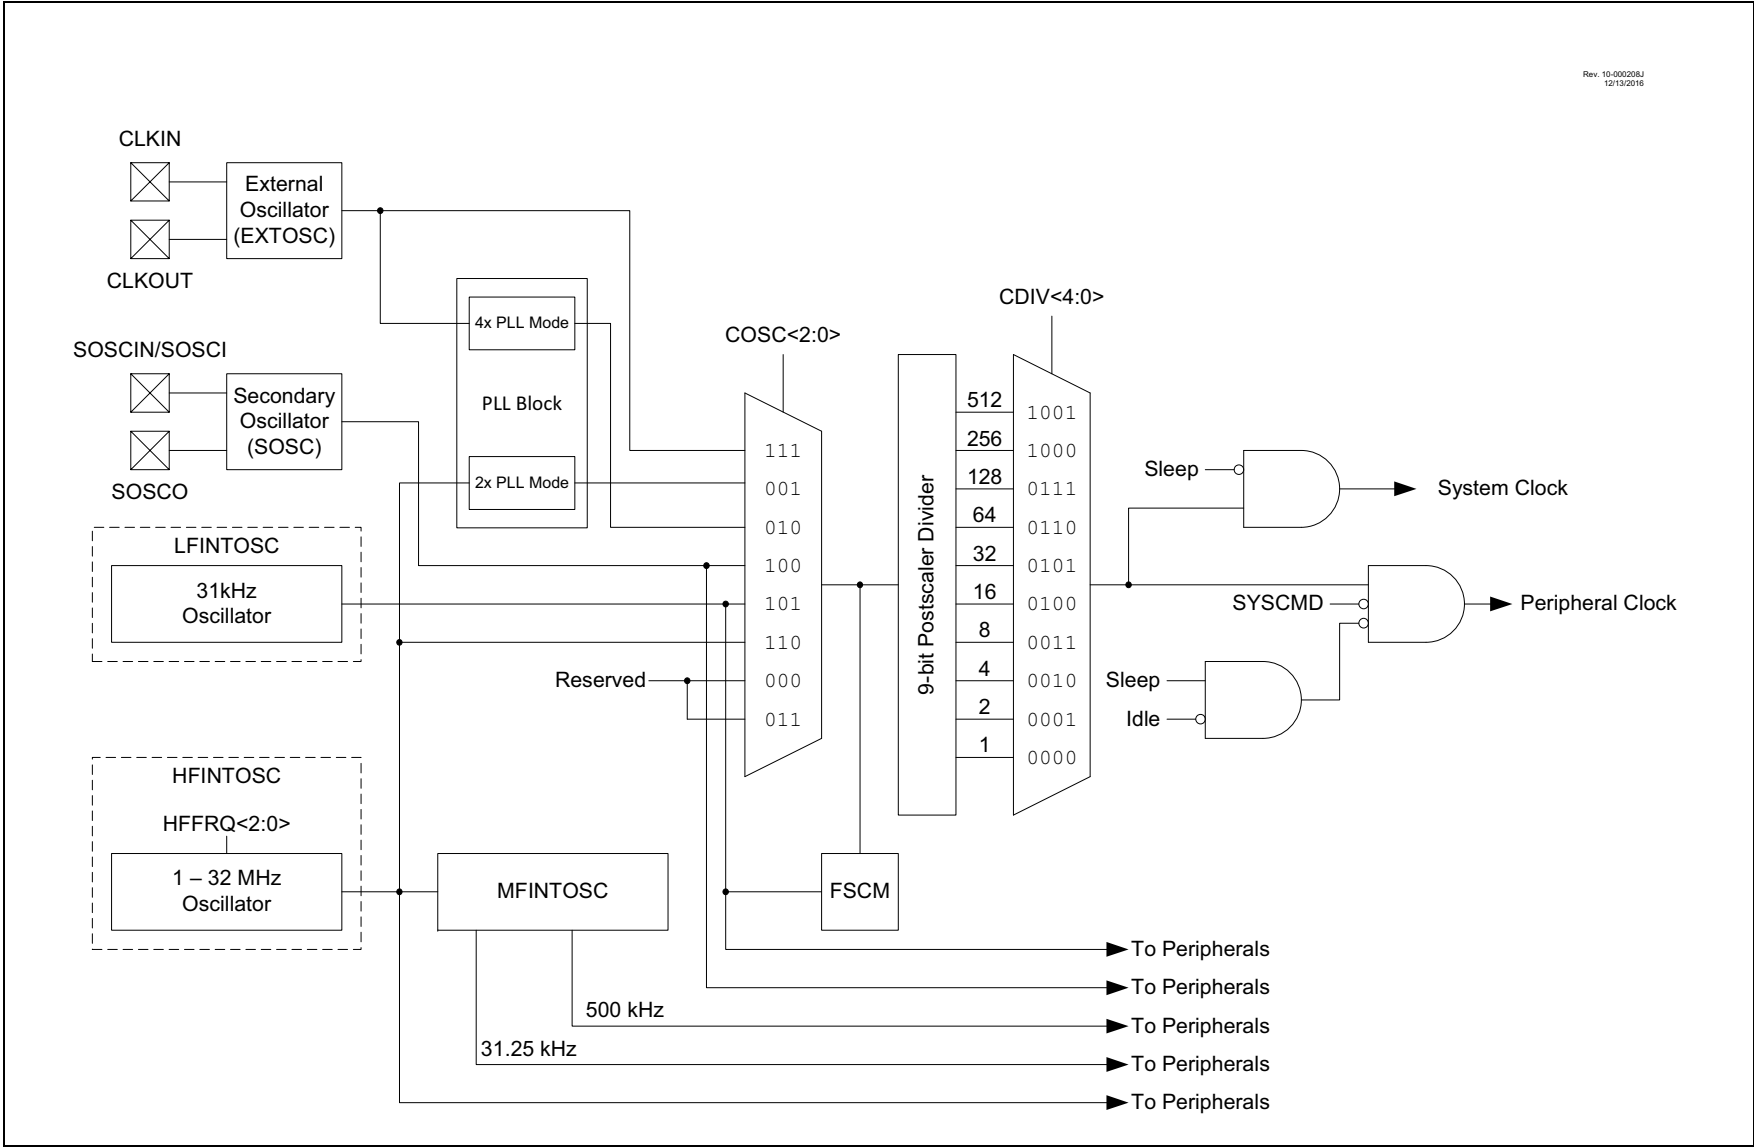 Rev. 10-000208J
12/13/2016
CLKIN
External
Oscillator
(EXTOSC)
CLKOUT
SOSCIN/SOSCI
Secondary
Oscillator
(SOSC)
SOSCO
4x PLL Mode
PLL Block
2x PLL Mode
LFINTOSC
31kHz
Oscillator
Reserved
HFINTOSC
HFFRQ<2:0>
1 – 32 MHz
Oscillator
MFINTOSC
500 kHz
31.25 kHz
COSC<2:0>
111
001
010
100
101
110
000
011
FSCM
9-bit Postscaler Divider
CDIV<4:0>
512
1001
256
1000
128
0111
64
0110
32
0101
16
0100
8
0011
4
0010
2
0001
1
0000
Sleep
System Clock
SYSCMD
Peripheral Clock
Sleep
Idle
To Peripherals
To Peripherals
To Peripherals
To Peripherals
To Peripherals